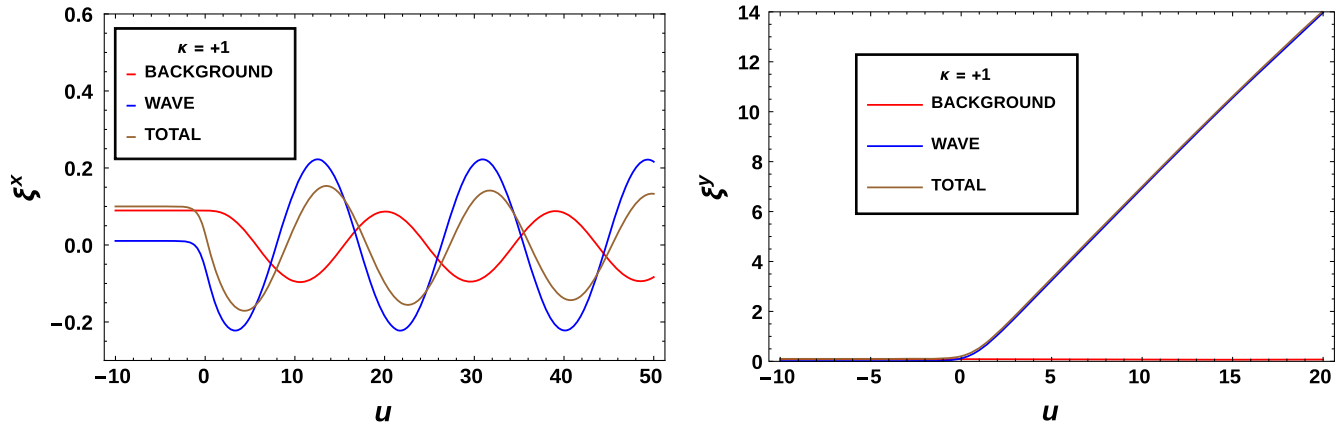 0.6
0.4
0.2
0.0
−0.2
ξx
κ = +1
BACKGROUND
WAVE
TOTAL
−10 0 10 20 30 40 50
u
14
12
10
8
6
4
2
0
ξy
κ = +1
BACKGROUND
WAVE
TOTAL
−10 −5 0 5 10 15 20
u